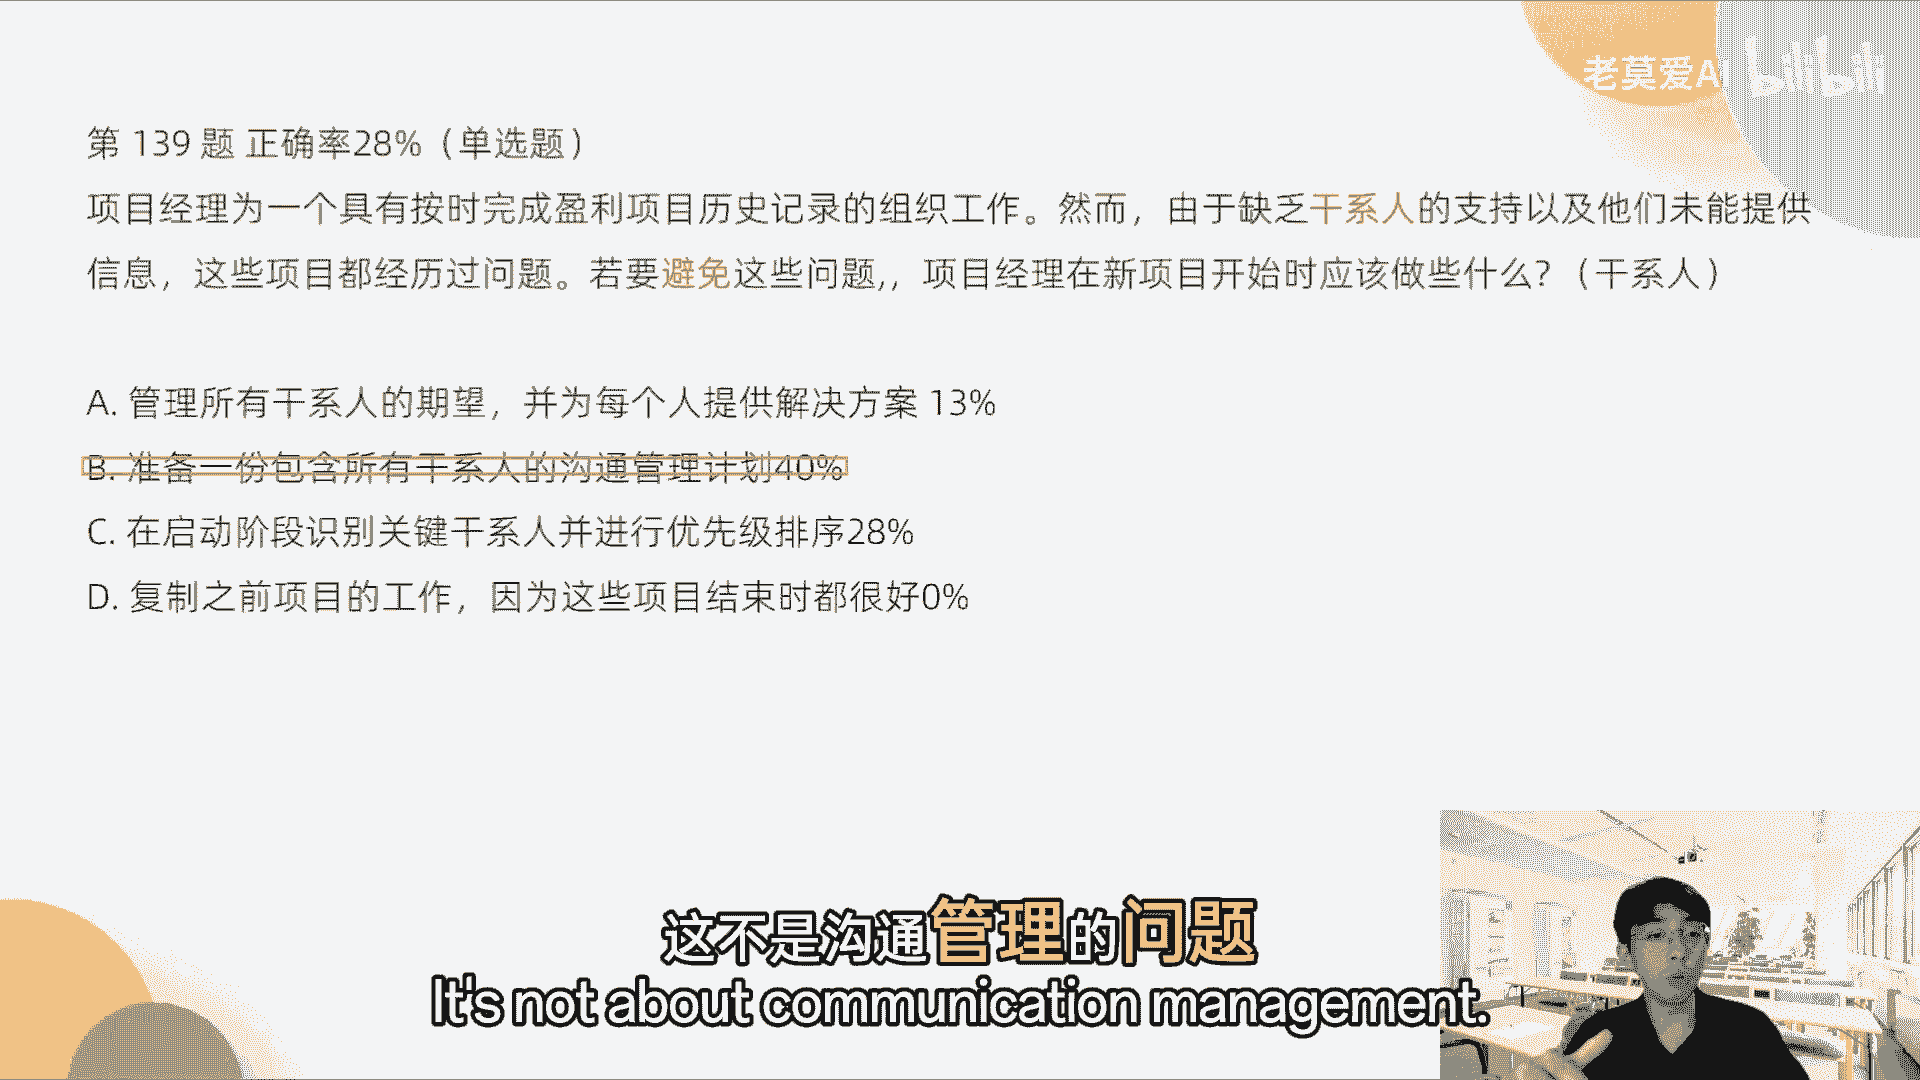 老莫爱AI bilibili
第 139 题 正确率28%（单选题）
项目经理为一个具有按时完成盈利项目历史记录的组织工作。然而，由于缺乏干系人的支持以及他们未能提供
信息，这些项目都经历过问题。若要避免这些问题,，项目经理在新项目开始时应该做些什么?（干系人）
A. 管理所有干系人的期望，并为每个人提供解决方案 13%
B. 准备一份包含所有干系人的沟通管理计划40%
C. 在启动阶段识别关键干系人并进行优先级排序28%
D. 复制之前项目的工作，因为这些项目结束时都很好0%
这不是沟通管理的问题
It's not about communication management.